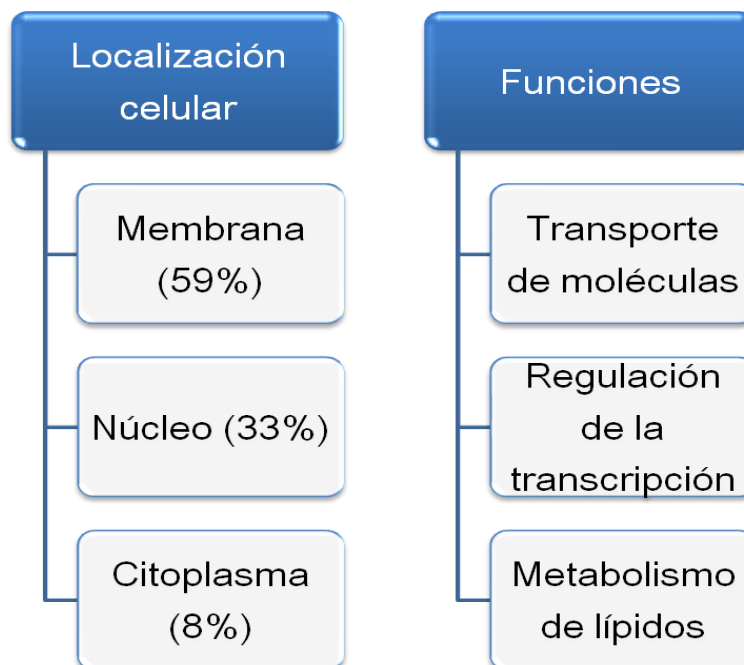 Localización
celular
Membrana
(59%)
Núcleo (33%)
Citoplasma
(8%)
Funciones
Transporte
de moléculas
Regulación
de la
transcripción
Metabolismo
de lípidos